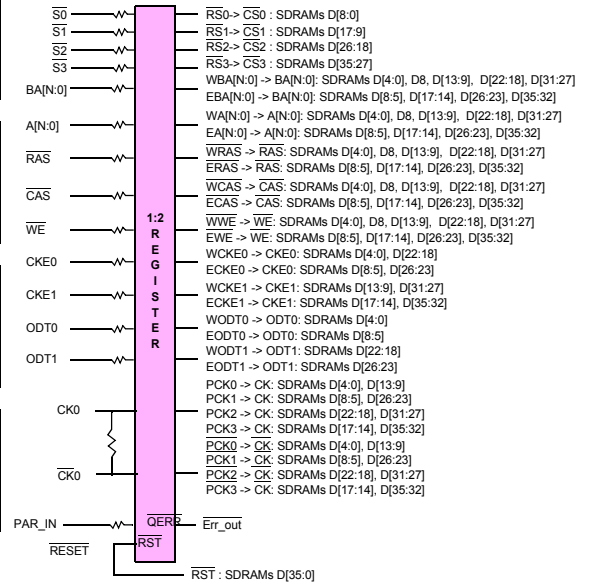 S0
S1
S2
S3
BA[N:0]
A[N:0]
RAS
CAS
WE
CKE0
CKE1
ODT0
ODT1
CK0
CK0
PAR_IN
RESET
1:2
R
E
G
I
S
T
E
R
QERR
RST
RS0-> CS0 : SDRAMs D[8:0]
RS1-> CS1 : SDRAMs D[17:9]
RS2-> CS2 : SDRAMs D[26:18]
RS3-> CS3 : SDRAMs D[35:27]
WBA[N:0] -> BA[N:0]: SDRAMs D[4:0], D8, D[13:9], D[22:18], D[31:27]
EBA[N:0] -> BA[N:0]: SDRAMs D[8:5], D[17:14], D[26:23], D[35:32]
WA[N:0] -> A[N:0]: SDRAMs D[4:0], D8, D[13:9], D[22:18], D[31:27]
EA[N:0] -> A[N:0]: SDRAMs D[8:5], D[17:14], D[26:23], D[35:32]
WRAS -> RAS: SDRAMs D[4:0], D8, D[13:9], D[22:18], D[31:27]
ERAS -> RAS: SDRAMs D[8:5], D[17:14], D[26:23], D[35:32]
WCAS -> CAS: SDRAMs D[4:0], D8, D[13:9], D[22:18], D[31:27]
ECAS -> CAS: SDRAMs D[8:5], D[17:14], D[26:23], D[35:32]
WWE -> WE: SDRAMs D[4:0], D8, D[13:9], D[22:18], D[31:27]
EWE -> WE: SDRAMs D[8:5], D[17:14], D[26:23], D[35:32]
WCKE0 -> CKE0: SDRAMs D[4:0], D[22:18]
ECKE0 -> CKE0: SDRAMs D[8:5], D[26:23]
WCKE1 -> CKE1: SDRAMs D[13:9], D[31:27]
ECKE1 -> CKE1: SDRAMs D[17:14], D[35:32]
WODT0 -> ODT0: SDRAMs D[4:0]
EODT0 -> ODT0: SDRAMs D[8:5]
WODT1 -> ODT1: SDRAMs D[22:18]
EODT1 -> ODT1: SDRAMs D[26:23]
PCK0 -> CK: SDRAMs D[4:0], D[13:9]
PCK1 -> CK: SDRAMs D[8:5], D[26:23]
PCK2 -> CK: SDRAMs D[22:18], D[31:27]
PCK3 -> CK: SDRAMs D[17:14], D[35:32]
PCK0 -> CK: SDRAMs D[4:0], D[13:9]
PCK1 -> CK: SDRAMs D[8:5], D[26:23]
PCK2 -> CK: SDRAMs D[22:18], D[31:27]
PCK3 -> CK: SDRAMs D[17:14], D[35:32]
Err_out
RST : SDRAMs D[35:0]